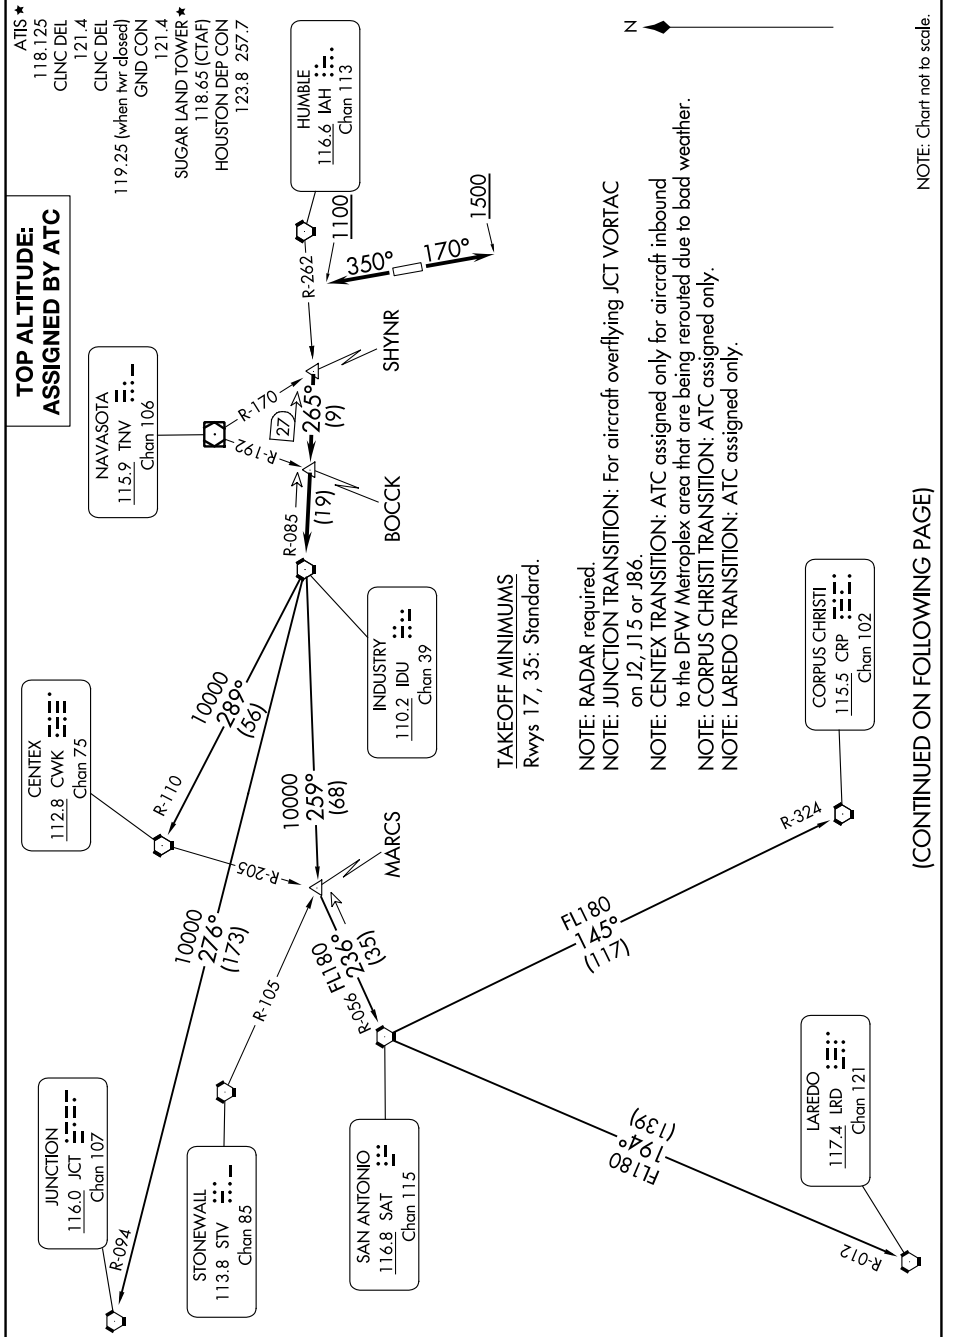 TOP ALTITUDE:
ASSIGNED BY ATC
ATIS ★
118.125
CLNC DEL
121.4
CLNC DEL
119.25 (when twr closed)
GND CON
121.4
SUGAR LAND TOWER ★
118.65 (CTAF)
HOUSTON DEP CON
123.8 257.7
JUNCTION
116.0 JCT
Chan 107
CENTEX
112.8 CWK
Chan 75
NAVASOTA
115.9 TNV
Chan 106
HUMBLE
116.6 IAH
Chan 113
STONEWALL
113.8 STV
Chan 85
SAN ANTONIO
116.8 SAT
Chan 115
INDUSTRY
110.2 IDU
Chan 39
LAREDO
117.4 LRD
Chan 121
CORPUS CHRISTI
115.5 CRP
Chan 102
R-094
10000
276°
(173)
R-110
10000
289°
(56)
R-205
R-105
10000
259°
(68)
MARCS
R-056
FL180
236°
(35)
R-085
(19)
BOCCK
R-192
R-170
27
265°
(9)
SHYNR
R-262
1100
350°
170°
1500
N
FL180
194°
(139)
R-012
FL180
145°
(117)
R-324
TAKEOFF MINIMUMS
Rwys 17, 35: Standard.
NOTE: RADAR required.
NOTE: JUNCTION TRANSITION: For aircraft overflying JCT VORTAC
on J2, J15 or J86.
NOTE: CENTEX TRANSITION: ATC assigned only for aircraft inbound
to the DFW Metroplex area that are being rerouted due to bad weather.
NOTE: CORPUS CHRISTI TRANSITION: ATC assigned only.
NOTE: LAREDO TRANSITION: ATC assigned only.
(CONTINUED ON FOLLOWING PAGE)
NOTE: Chart not to scale.